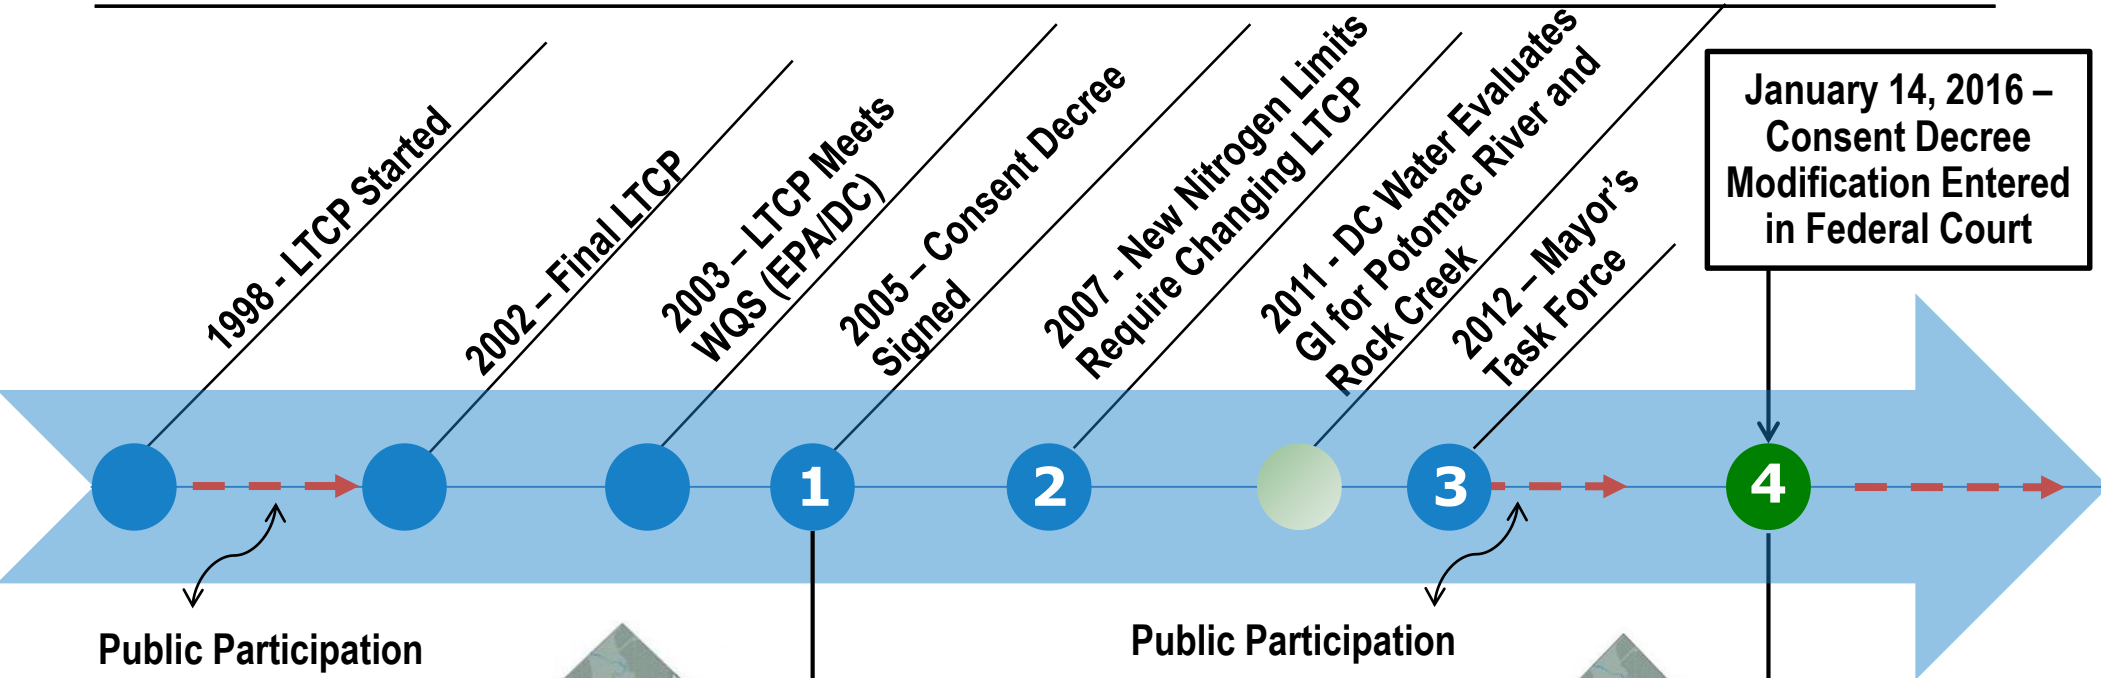 1998 - LTCP Started
2002 – Final LTCP
2003 – LTCP Meets
WQS (EPA/DC)
2005 – Consent Decree
Signed
2007 - New Nitrogen Limits
Require Changing LTCP
2011 - DC Water Evaluates
GI for Potomac River and
Rock Creek
2012 – Mayor's
Task Force
January 14, 2016 –
Consent Decree
Modification Entered
in Federal Court
1
2
3
4
Public Participation
Public Participation